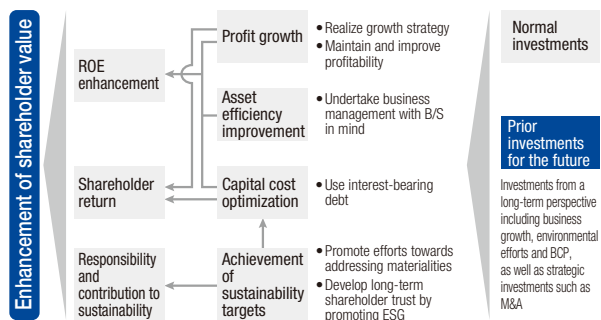 Enhancement of shareholder value
ROE
enhancement
Shareholder
return
Responsibility
and
contribution to
sustainability
Profit growth
• Realize growth strategy
• Maintain and improve
profitability
Asset
efficiency
improvement
• Undertake business
management with B/S
in mind
Capital cost
optimization
• Use interest-bearing
debt
Achievement
of
sustainability
targets
• Promote efforts towards
addressing materialities
• Develop long-term
shareholder trust by
promoting ESG
Normal
investments
Prior
investments
for the future
Investments from a
long-term perspective
including business
growth, environmental
efforts and BCP,
as well as strategic
investments such as
M&A